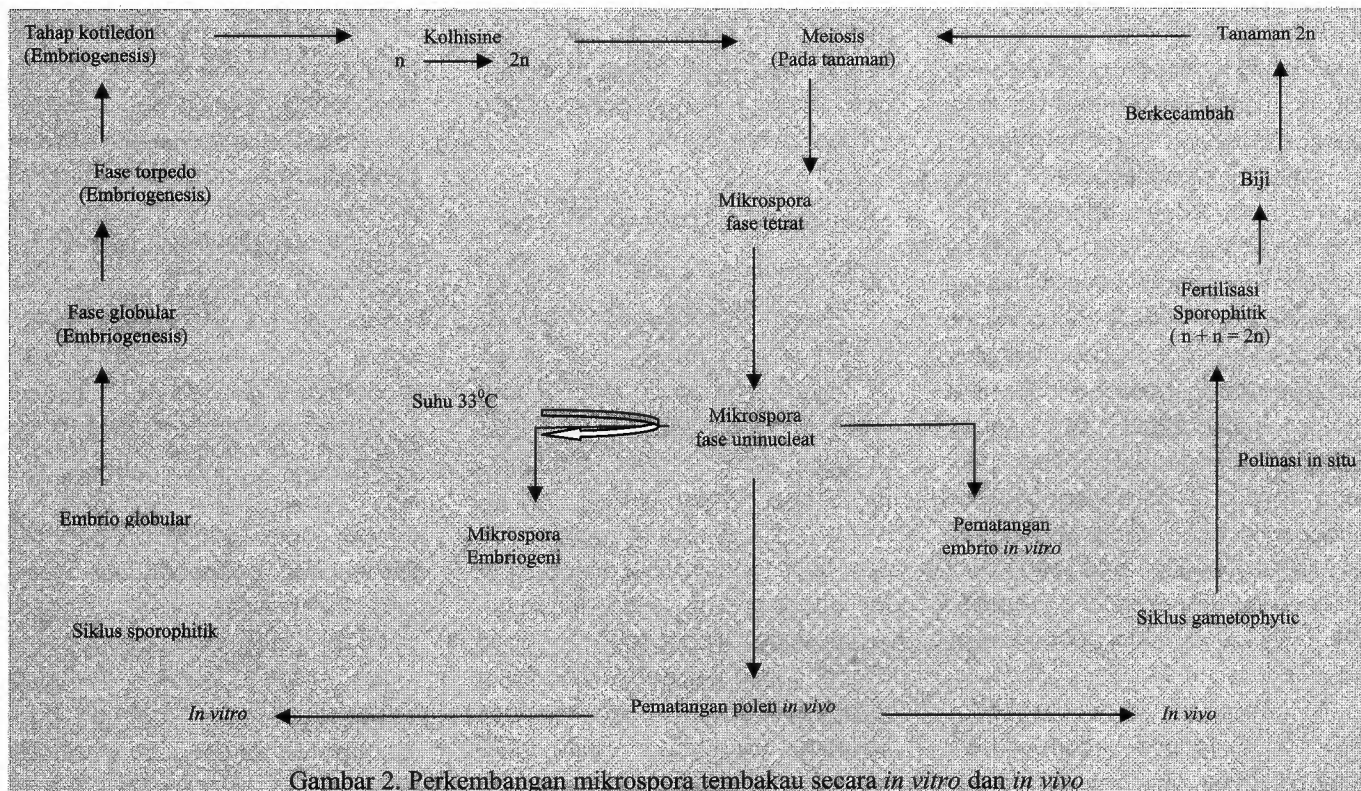 Tahap kotiledon
(Embriogenesis)
Kolhisine
n 2n
Meiosis
(Pada tanaman)
Tanaman 2n
Berkecambah
Fase torpedo
(Embriogenesis)
Mikrospora
fase tetrat
Biji
Fase globular
(Embriogenesis)
Fertilisasi
Sporophitik
( n + n = 2n)
Suhu 33⁰C
Mikrospora
fase uninucleat
Polinasi in situ
Embrio globular
Mikrospora
Embriogeni
Pematangan
embrio in vitro
Siklus sporophitik
Siklus gametophytic
In vitro
Pematangan polen in vivo
In vivo
Gambar 2. Perkembangan mikrospora tembakau secara in vitro dan in vivo